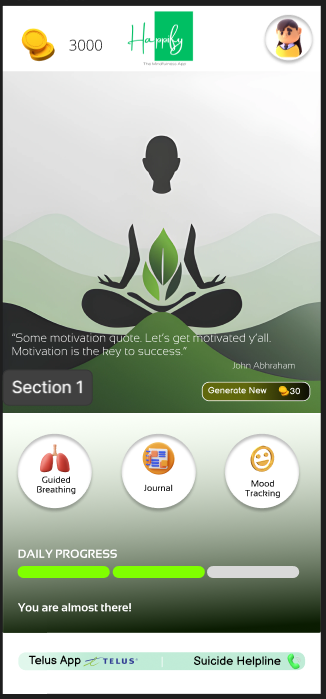 3000
Happify
The Mindfulness App
“Some motivation quote. Let’s get motivated y’all.
Motivation is the key to success.”
John Abhraham
Section 1
Generate New 30
Guided
Breathing
Journal
Mood
Tracking
DAILY PROGRESS
You are almost there!
Telus App TELUS® Suicide Helpline